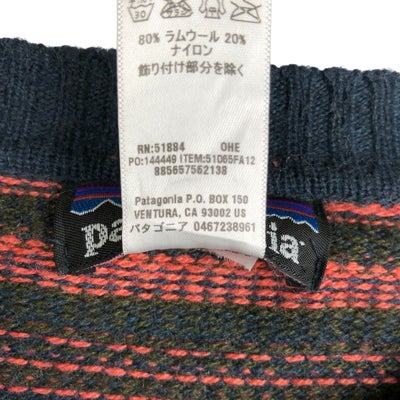 30
80% ラムウール 20%
ナイロン
飾り付け部分を除く
RN:51884 OHE
PO:144449 ITEM:51065FA12
885657562138
Patagonia P.O. BOX 150
VENTURA, CA 93002 US
パタゴニア 0467238961